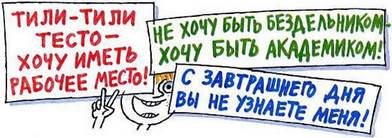 ТИЛИ-ТИЛИ
ТЕСТО-
ХОЧУ ИМЕТЬ
РАБОЧЕЕ МЕСТО!
НЕ ХОЧУ БЫТЬ БЕЗДЕЛЬНИКОМ-
ХОЧУ БЫТЬ АКАДЕМИКОМ!
С ЗАВТРАШНЕГО ДНЯ
ВЫ НЕ УЗНАЕТЕ МЕНЯ!